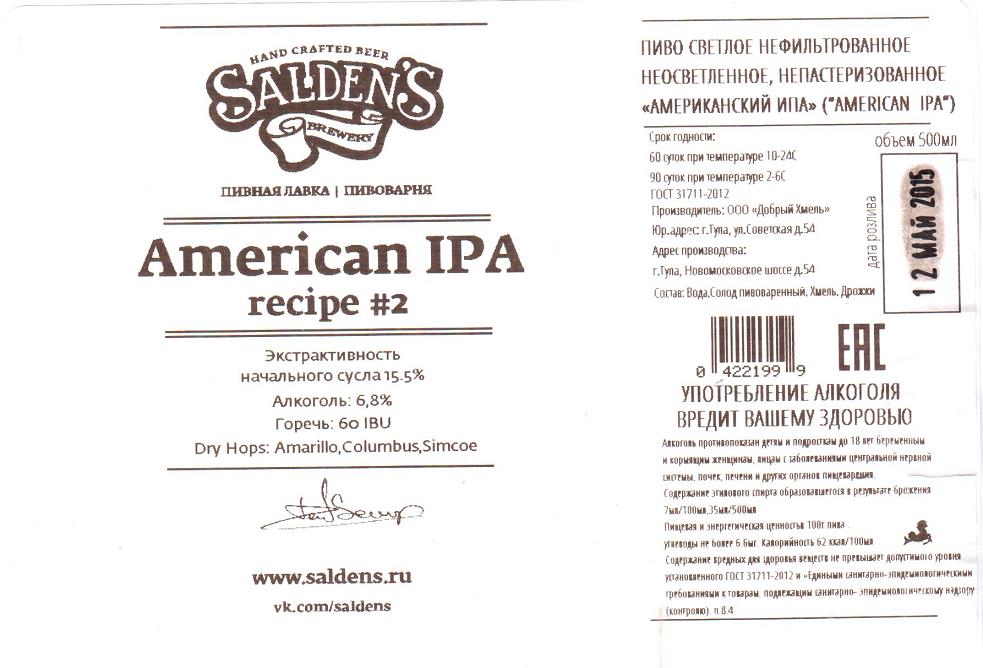 HAND CRAFTED BEER
SALDEN'S
BREWERY
ПИВНАЯ ЛАВКА | ПИВОВАРНЯ
American IPA
recipe #2
Экстрактивность
начального сусла 15.5%
Алкоголь: 6,8%
Горечь: 60 IBU
Dry Hops: Amarillo,Columbus,Simcoe
www.saldens.ru
vk.com/saldens
ПИВО СВЕТЛОЕ НЕФИЛЬТРОВАННОЕ
НЕОСВЕТЛЕННОЕ, НЕПАСТЕРИЗОВАННОЕ
«АМЕРИКАНСКИЙ ИПА» ("AMERICAN IPA")
Срок годности:
60 суток при температуре 10-24С
90 суток при температуре 2-6С
ГОСТ 31711-2012
Производитель: ООО «Добрый Хмель»
Юр.адрес: г.Тула, ул.Советская д.54
Адрес производства:
г.Тула, Новомосковское шоссе д.54
Состав: Вода,Солод пивоваренный, Хмель, Дрожжи
объем 500мл
дата розлива
12 МАЙ 2015
0 422199 9
EAC
УПОТРЕБЛЕНИЕ АЛКОГОЛЯ
ВРЕДИТ ВАШЕМУ ЗДОРОВЬЮ
Алкоголь противопоказан детям и подросткам до 18 лет беременным
и кормящим женщинам, лицам с заболеваниями центральной нервной
системы, почек, печени и других органов пищеварения.
Содержание этилового спирта образовавшегося в результате брожения
7мл/100мл,35мл/500мл
Пищевая и энергетическая ценностьв 100г пива :
углеводы не более 6.6мг. Калорийность 62 ккал/100мл
Содержание вредных для здоровья веществ не превышает допустимого уровня
установленного ГОСТ 31711-2012 и «Едиными санитарно-эпидемиологическими
требованиями к товарам, подлежащим санитарно- эпидемиологическому надзору
(контролю). п.8.4